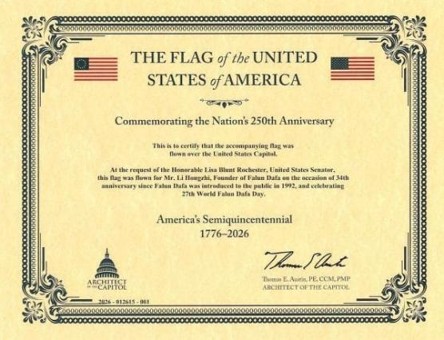 THE FLAG of the UNITED
STATES of AMERICA
Commemorating the Nation's 250th Anniversary
This is to certify that the accompanying flag was
flown over the United States Capitol.
At the request of the Honorable Lisa Blunt Rochester, United States Senator,
this flag was flown for Mr. Li Hongzhi, Founder of Falun Dafa on the occasion of 34th
anniversary since Falun Dafa was introduced to the public in 1992, and celebrating
27th World Falun Dafa Day.
America's Semiquincentennial
1776–2026
Thomas E. Austin, PE, CCM, PMP
ARCHITECT OF THE CAPITOL
ARCHITECT
OF THE CAPITOL
2026 - 012615 - 001